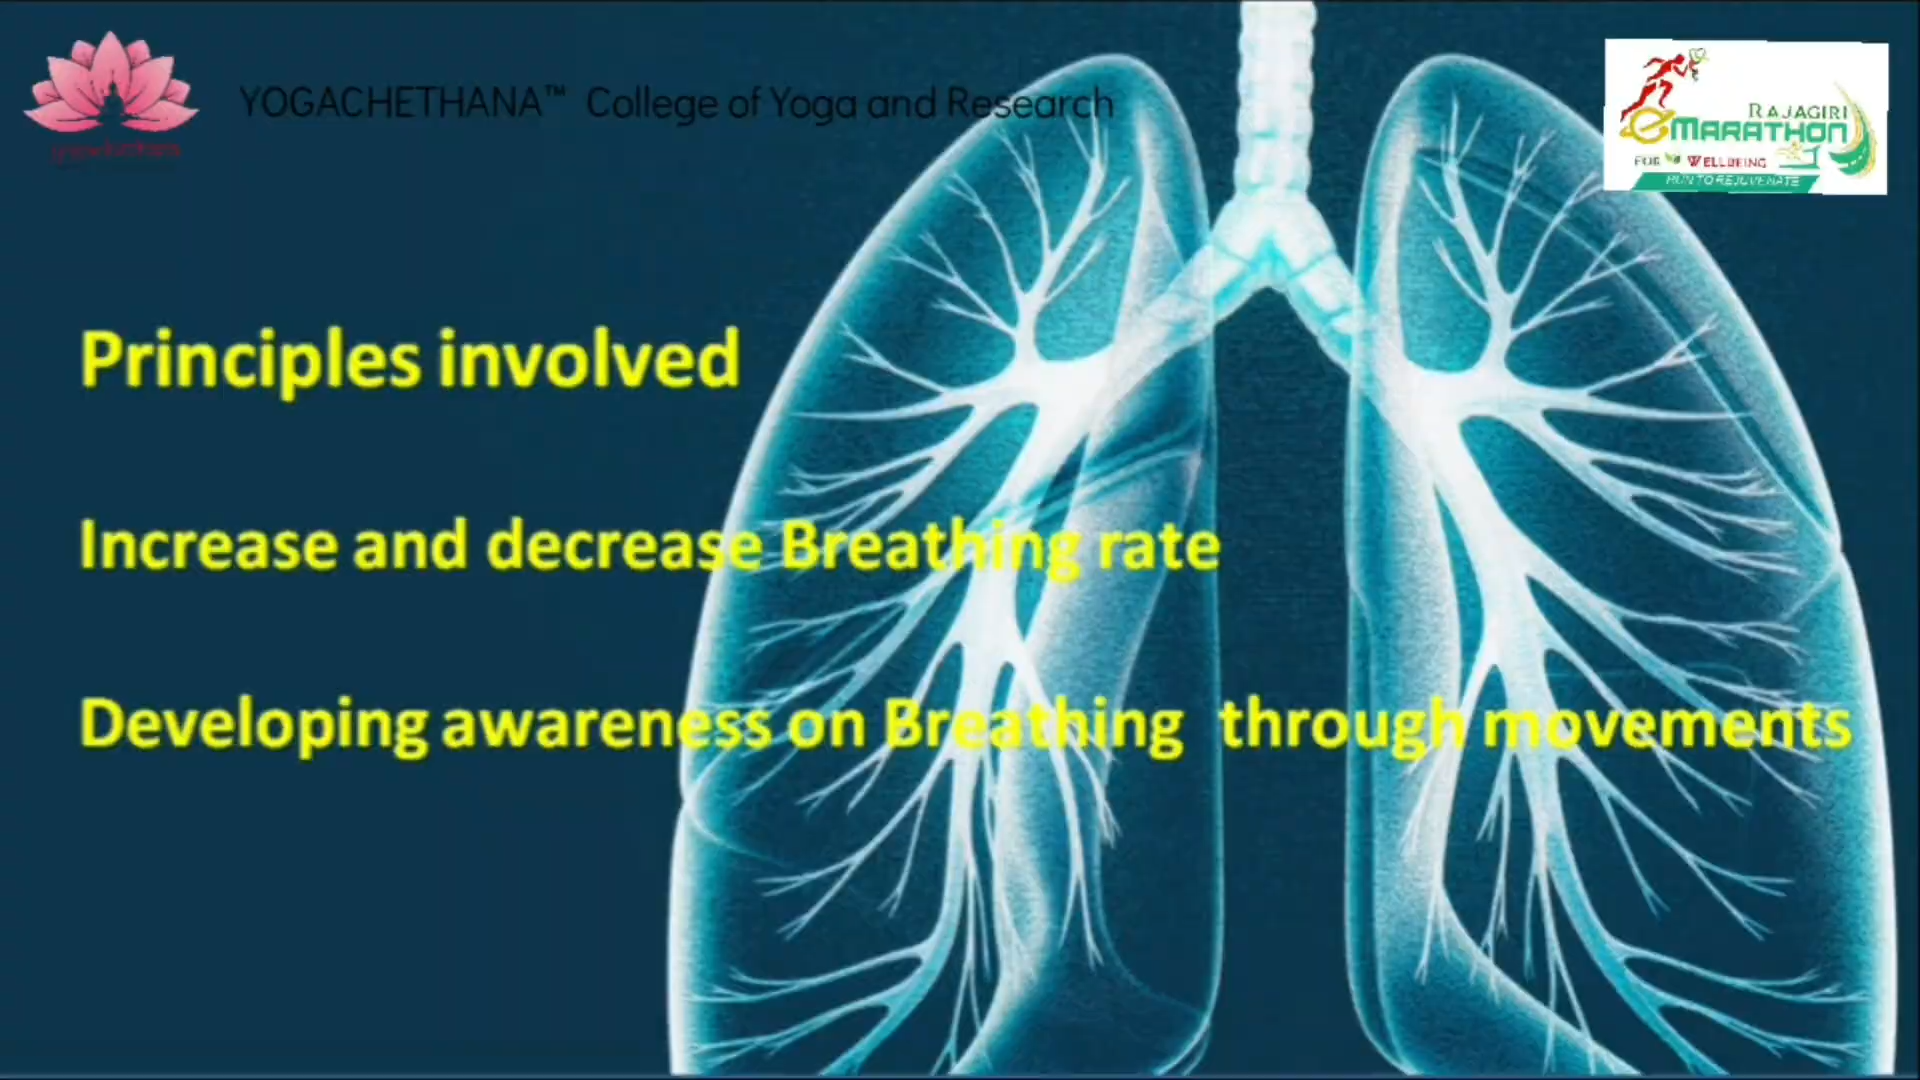 YOGACHETHANA™ College of Yoga and Research
RAJAGIRI
eMARATHON
FOR WELLBEING
RUN TO REJUVENATE
Principles involved
Increase and decrease Breathing rate
Developing awareness on Breathing through movements